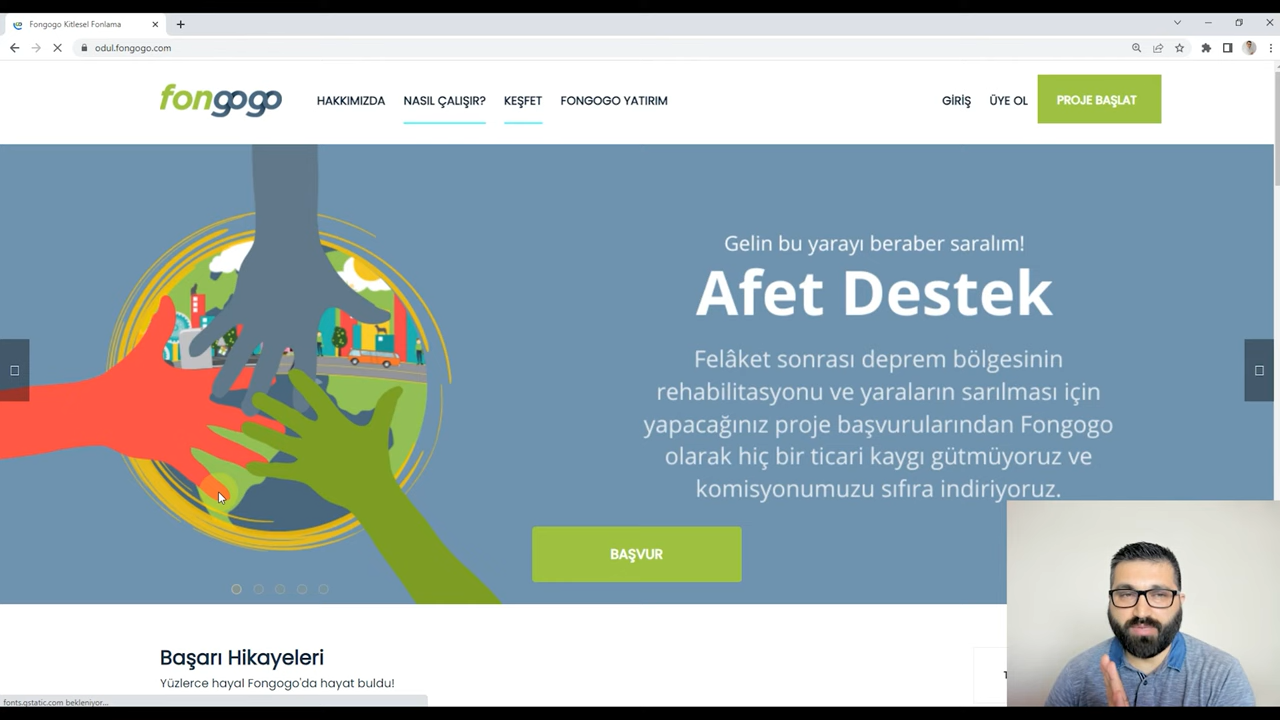 Fongogo Kitlesel Fonlama
odul.fongogo.com
fongogo
HAKKIMIZDA
NASIL ÇALIŞIR?
KEŞFET
FONGOGO YATIRIM
GİRİŞ
ÜYE OL
PROJE BAŞLAT
Gelin bu yarayı beraber saralım!
Afet Destek
Felâket sonrası deprem bölgesinin
rehabilitasyonu ve yaraların sarılması için
yapacağınız proje başvurularından Fongogo
olarak hiç bir ticari kaygı gütmüyoruz ve
komisyonumuzu sıfıra indiriyoruz.
BAŞVUR
Başarı Hikayeleri
Yüzlerce hayal Fongogo'da hayat buldu!
fonts.gstatic.com bekleniyor...